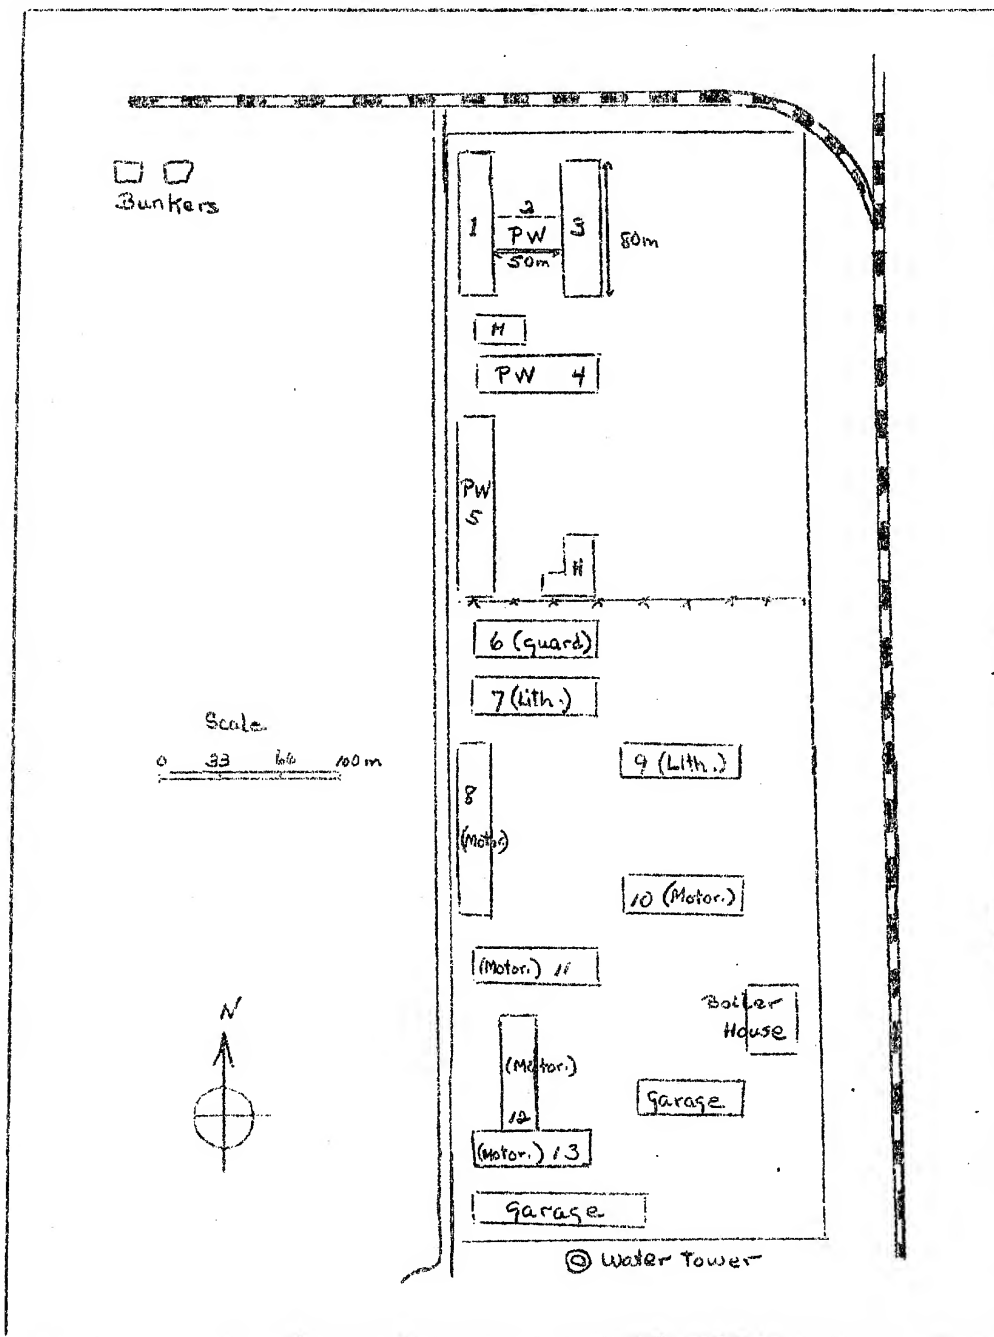 Bunkers
1
2
PW
50m
3
80m
H
PW 4
PW
5
H
6 (guard)
7 (Lith.)
Scale
0 33 66 100m
8
(Motor)
9 (Lith.)
10 (Motor.)
(Motor.) 11
N
Boiler
House
(Motor.)
12
Garage
(Motor.) 13
Garage
Water Tower